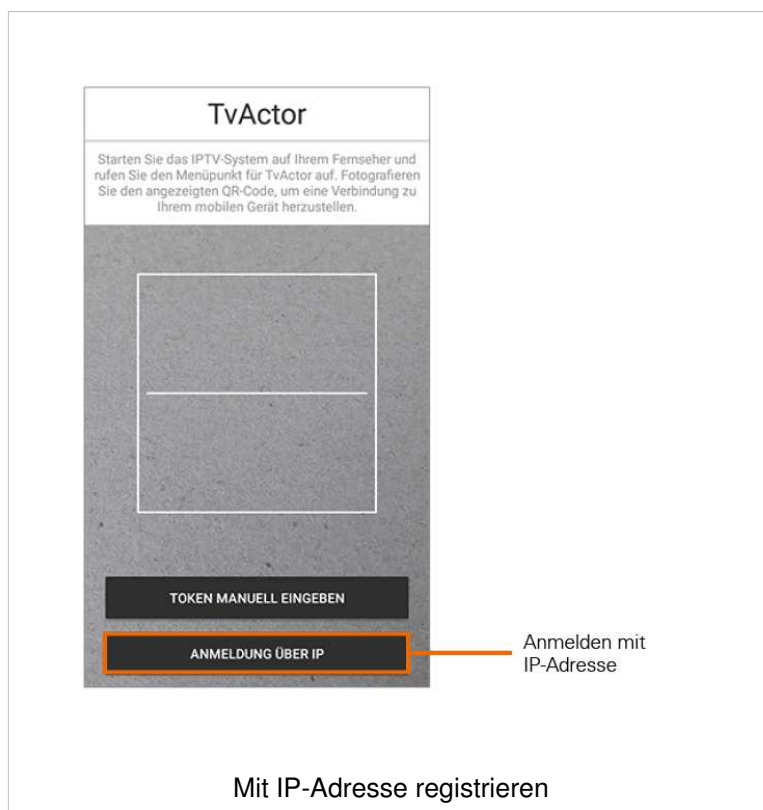 TvActor
Starten Sie das IPTV-System auf Ihrem Fernseher und
rufen Sie den Menüpunkt für TvActor auf. Fotografieren
Sie den angezeigten QR-Code, um eine Verbindung zu
Ihrem mobilen Gerät herzustellen.
TOKEN MANUELL EINGEBEN
ANMELDUNG ÜBER IP
Anmelden mit
IP-Adresse
Mit IP-Adresse registrieren